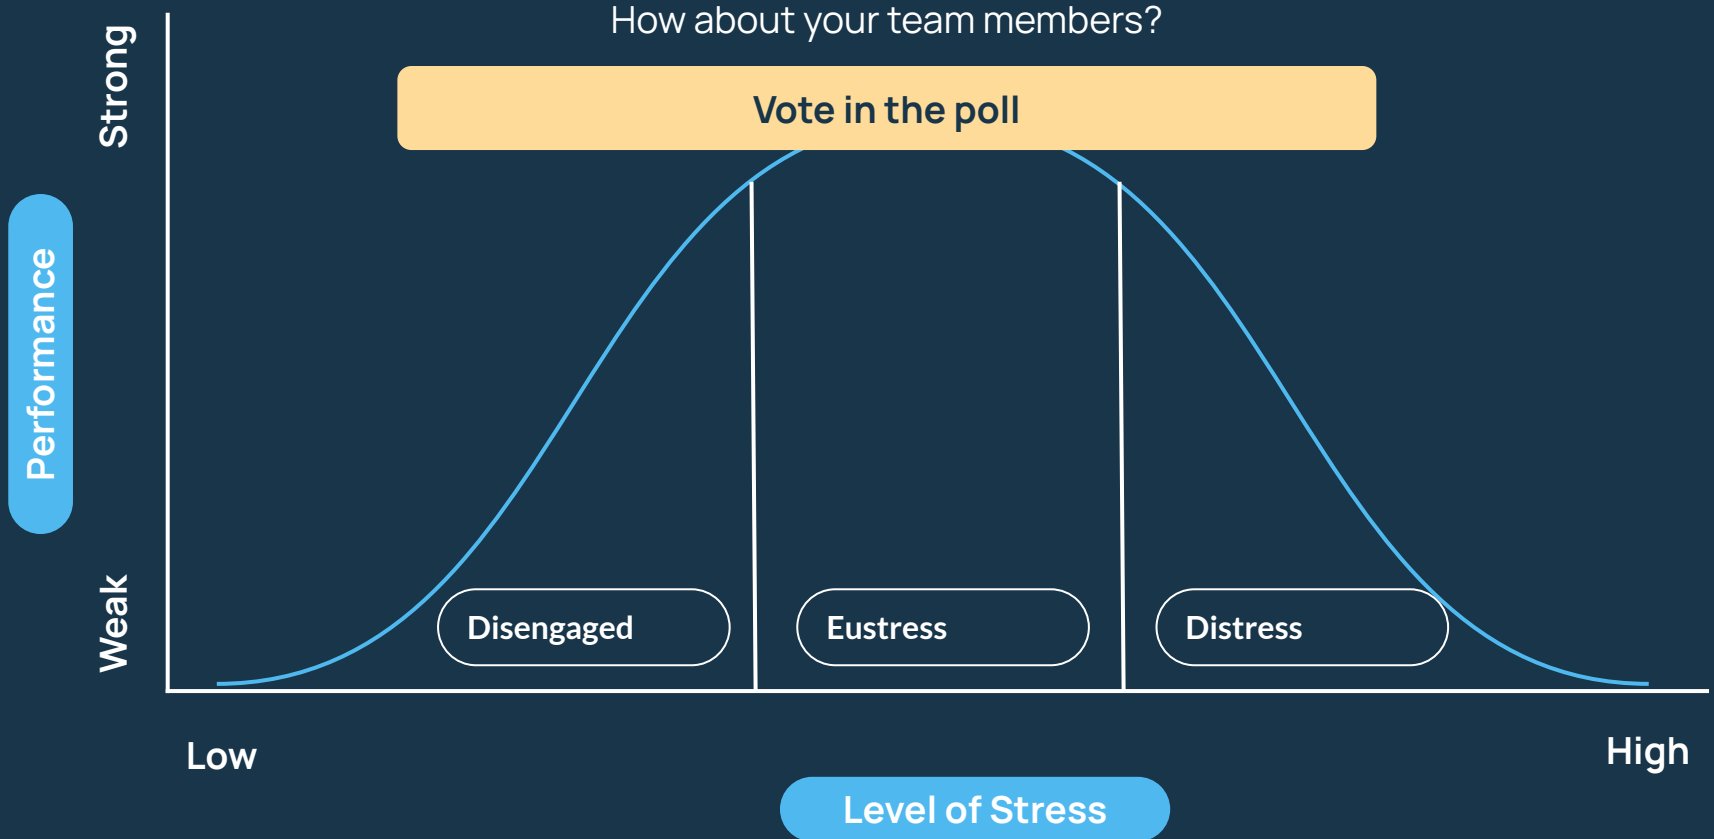 How about your team members?
Vote in the poll
Strong
Performance
Weak
Disengaged
Eustress
Distress
Low
High
Level of Stress